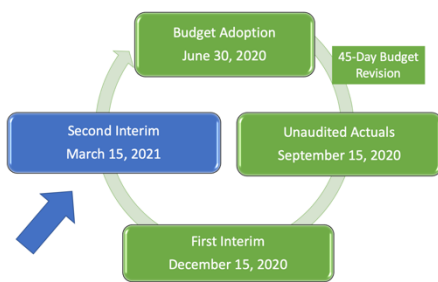 Budget Adoption
June 30, 2020
45-Day Budget
Revision
Second Interim
March 15, 2021
Unaudited Actuals
September 15, 2020
First Interim
December 15, 2020